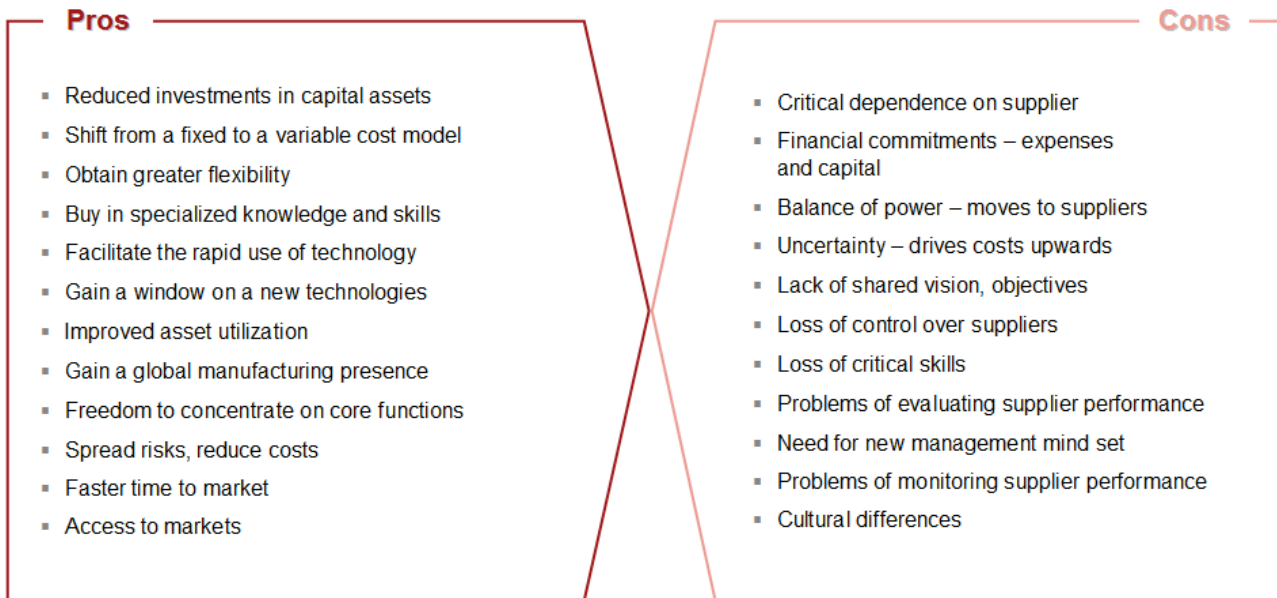 Pros
Reduced investments in capital assets
Shift from a fixed to a variable cost model
Obtain greater flexibility
Buy in specialized knowledge and skills
Facilitate the rapid use of technology
Gain a window on a new technologies
Improved asset utilization
Gain a global manufacturing presence
Freedom to concentrate on core functions
Spread risks, reduce costs
Faster time to market
Access to markets
Cons
Critical dependence on supplier
Financial commitments – expenses
and capital
Balance of power – moves to suppliers
Uncertainty – drives costs upwards
Lack of shared vision, objectives
Loss of control over suppliers
Loss of critical skills
Problems of evaluating supplier performance
Need for new management mind set
Problems of monitoring supplier performance
Cultural differences